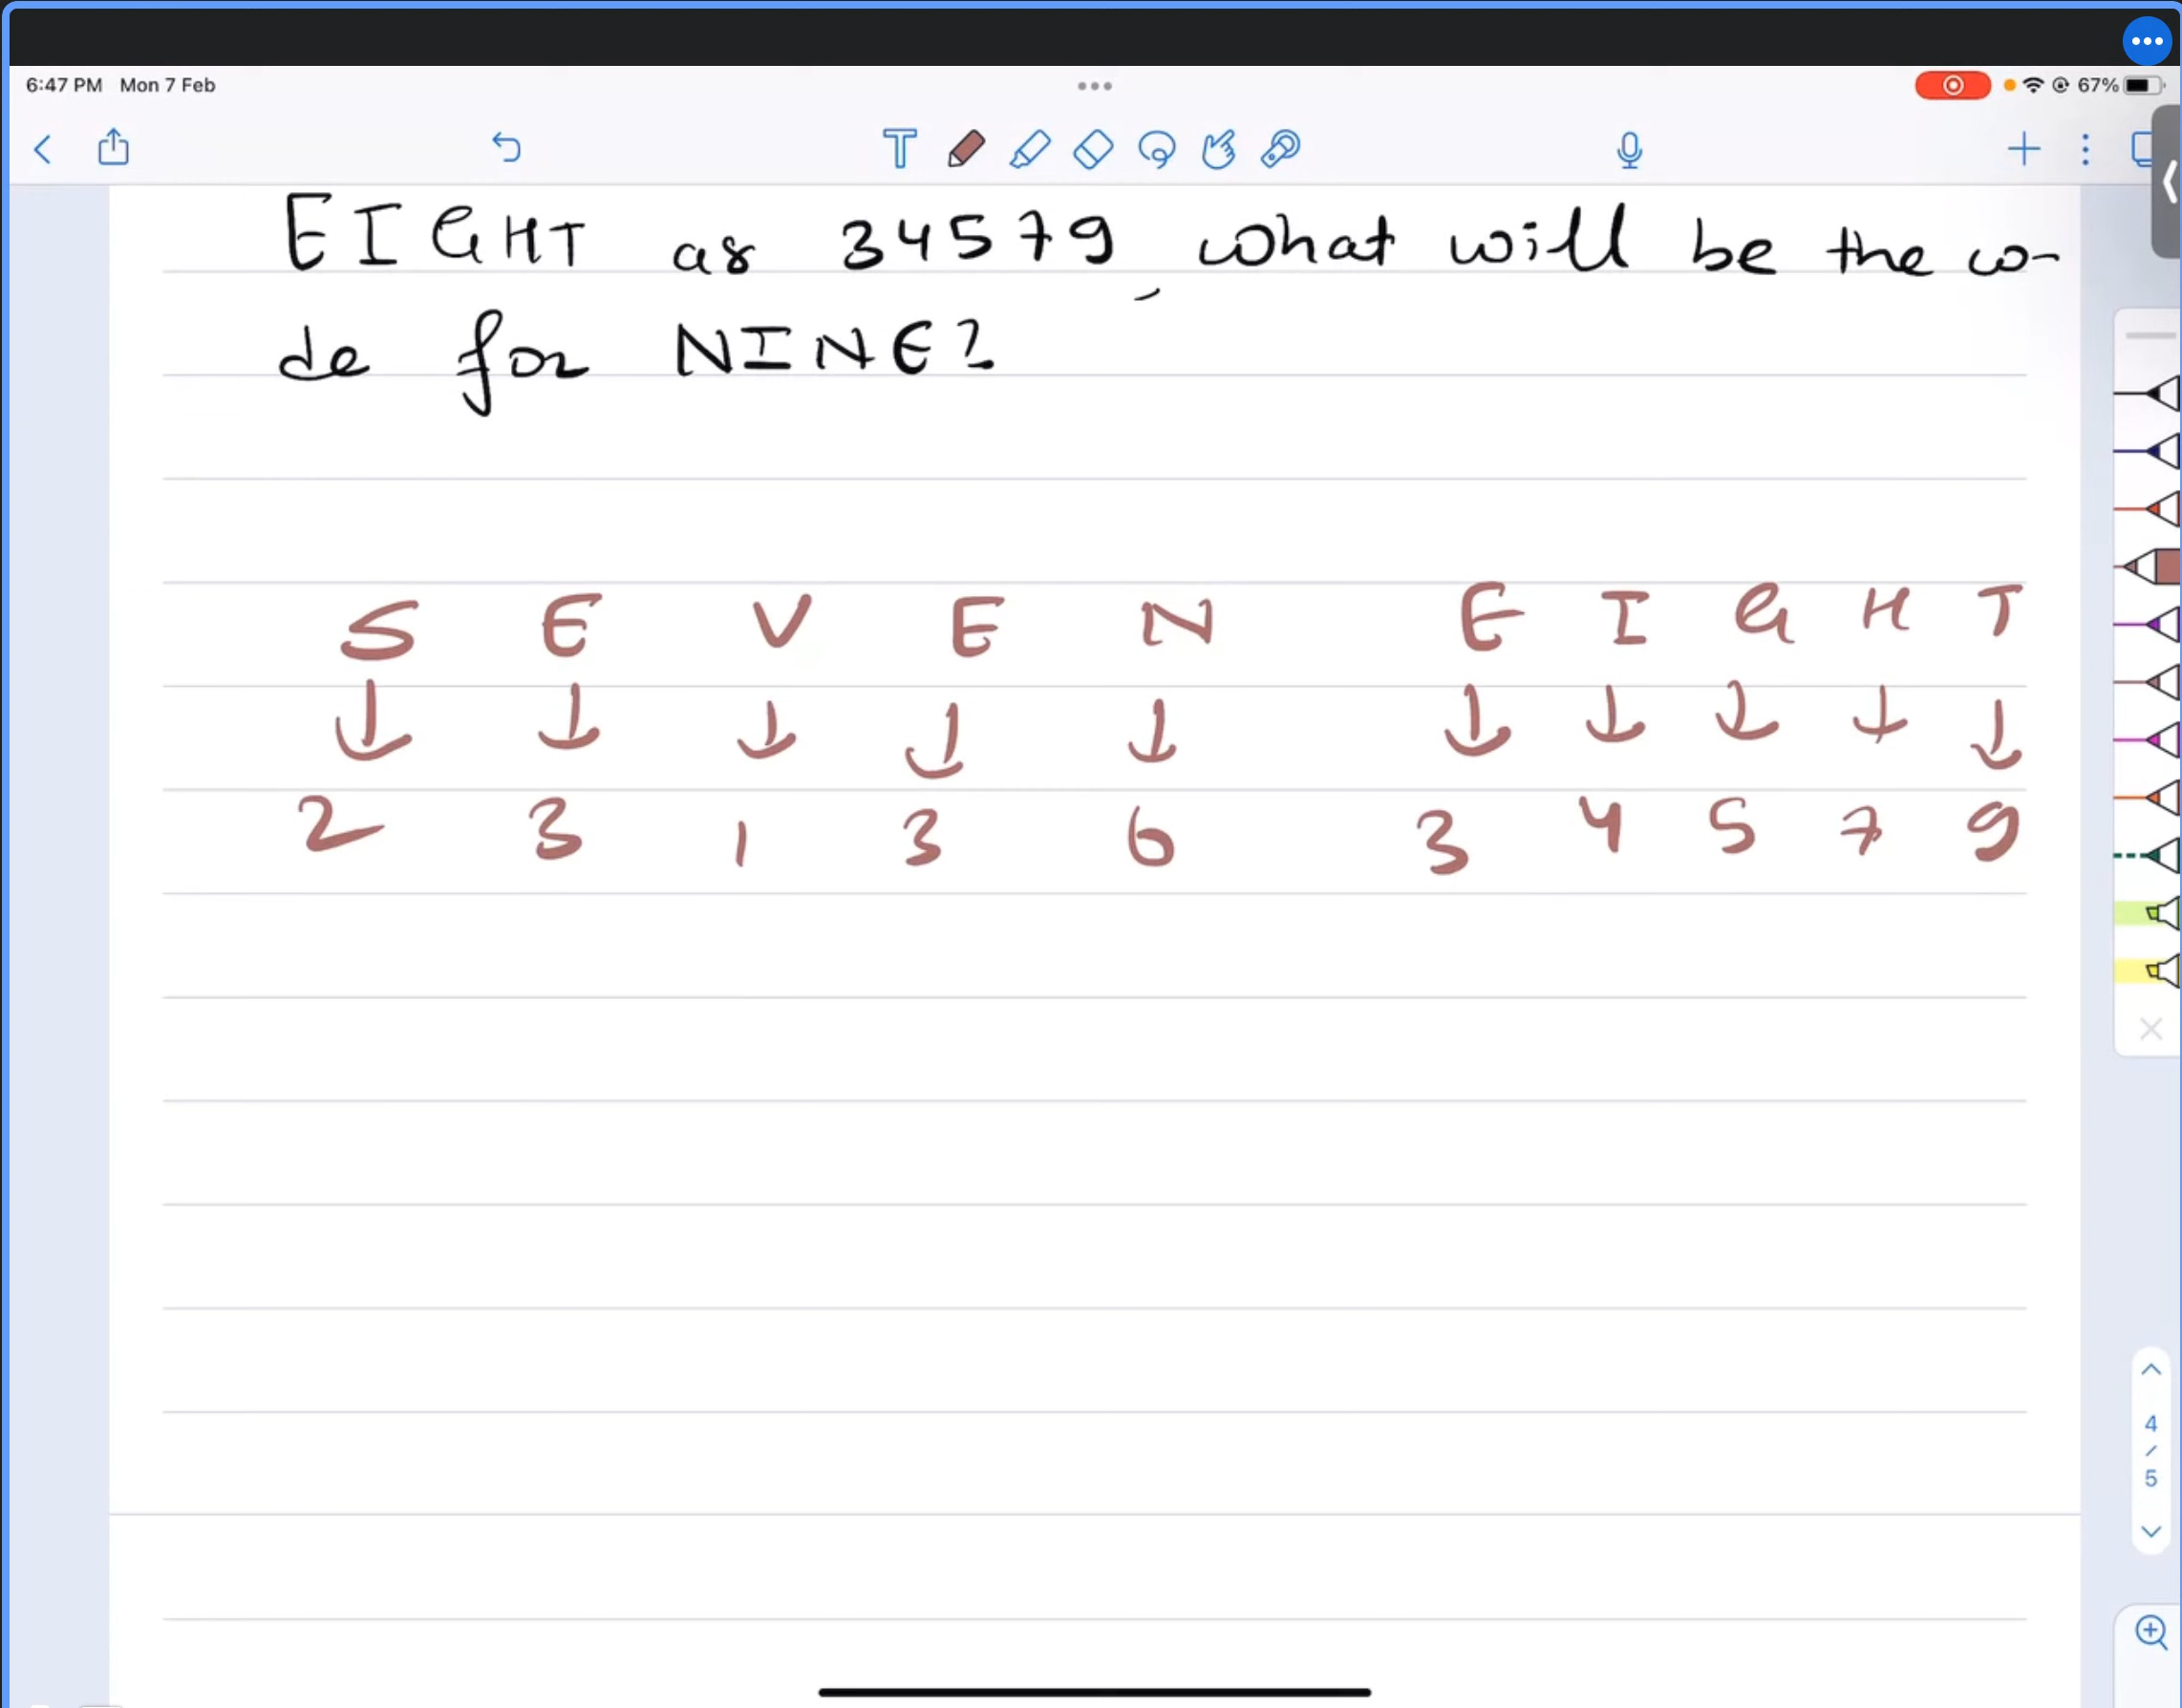 6:47 PM Mon 7 Feb
67%
T
EIGHT as 34579, what will be the co-
de for NINE?
S E V E N E I G H T
2 3 1 3 6 3 4 5 7 9
4
/
5